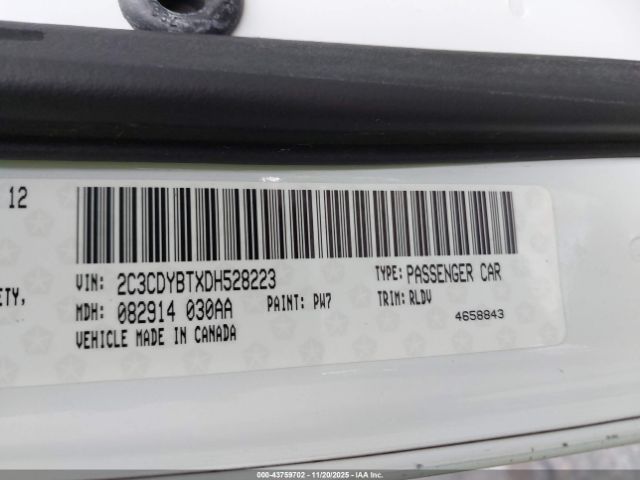 12
ETY,
VIN: 2C3CDYBTXDH528223 TYPE: PASSENGER CAR
MDH: 082914 030AA PAINT: PW7 TRIM: RLDV
4658843
VEHICLE MADE IN CANADA
000-43759702 - 11/20/2025 - IAA, Inc.